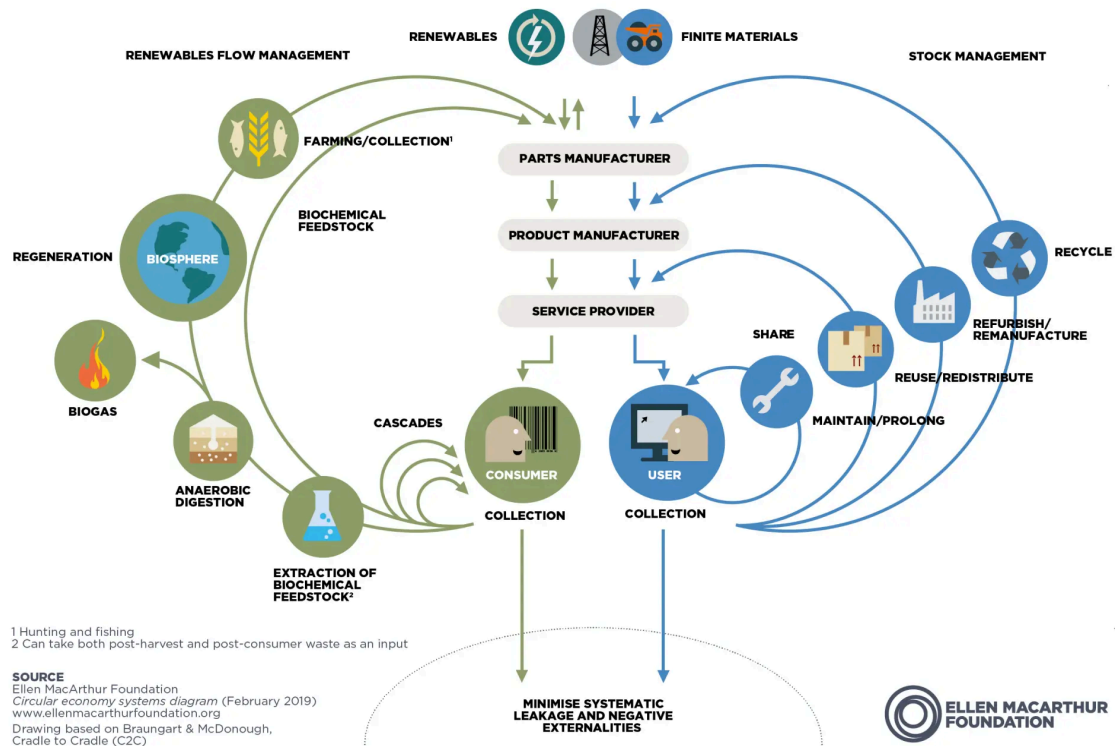 RENEWABLES
FINITE MATERIALS
RENEWABLES FLOW MANAGEMENT
STOCK MANAGEMENT
FARMING/COLLECTION¹
PARTS MANUFACTURER
BIOCHEMICAL
FEEDSTOCK
PRODUCT MANUFACTURER
REGENERATION
BIOSPHERE
RECYCLE
SERVICE PROVIDER
SHARE
REFURBISH/
REMANUFACTURE
REUSE/REDISTRIBUTE
BIOGAS
CASCADES
MAINTAIN/PROLONG
CONSUMER
USER
ANAEROBIC
DIGESTION
COLLECTION
COLLECTION
EXTRACTION OF
BIOCHEMICAL
FEEDSTOCK²
1 Hunting and fishing
2 Can take both post-harvest and post-consumer waste as an input
SOURCE
Ellen MacArthur Foundation
Circular economy systems diagram (February 2019)
www.ellenmacarthurfoundation.org
Drawing based on Braungart & McDonough,
Cradle to Cradle (C2C)
MINIMISE SYSTEMATIC
LEAKAGE AND NEGATIVE
EXTERNALITIES
ELLEN MACARTHUR
FOUNDATION